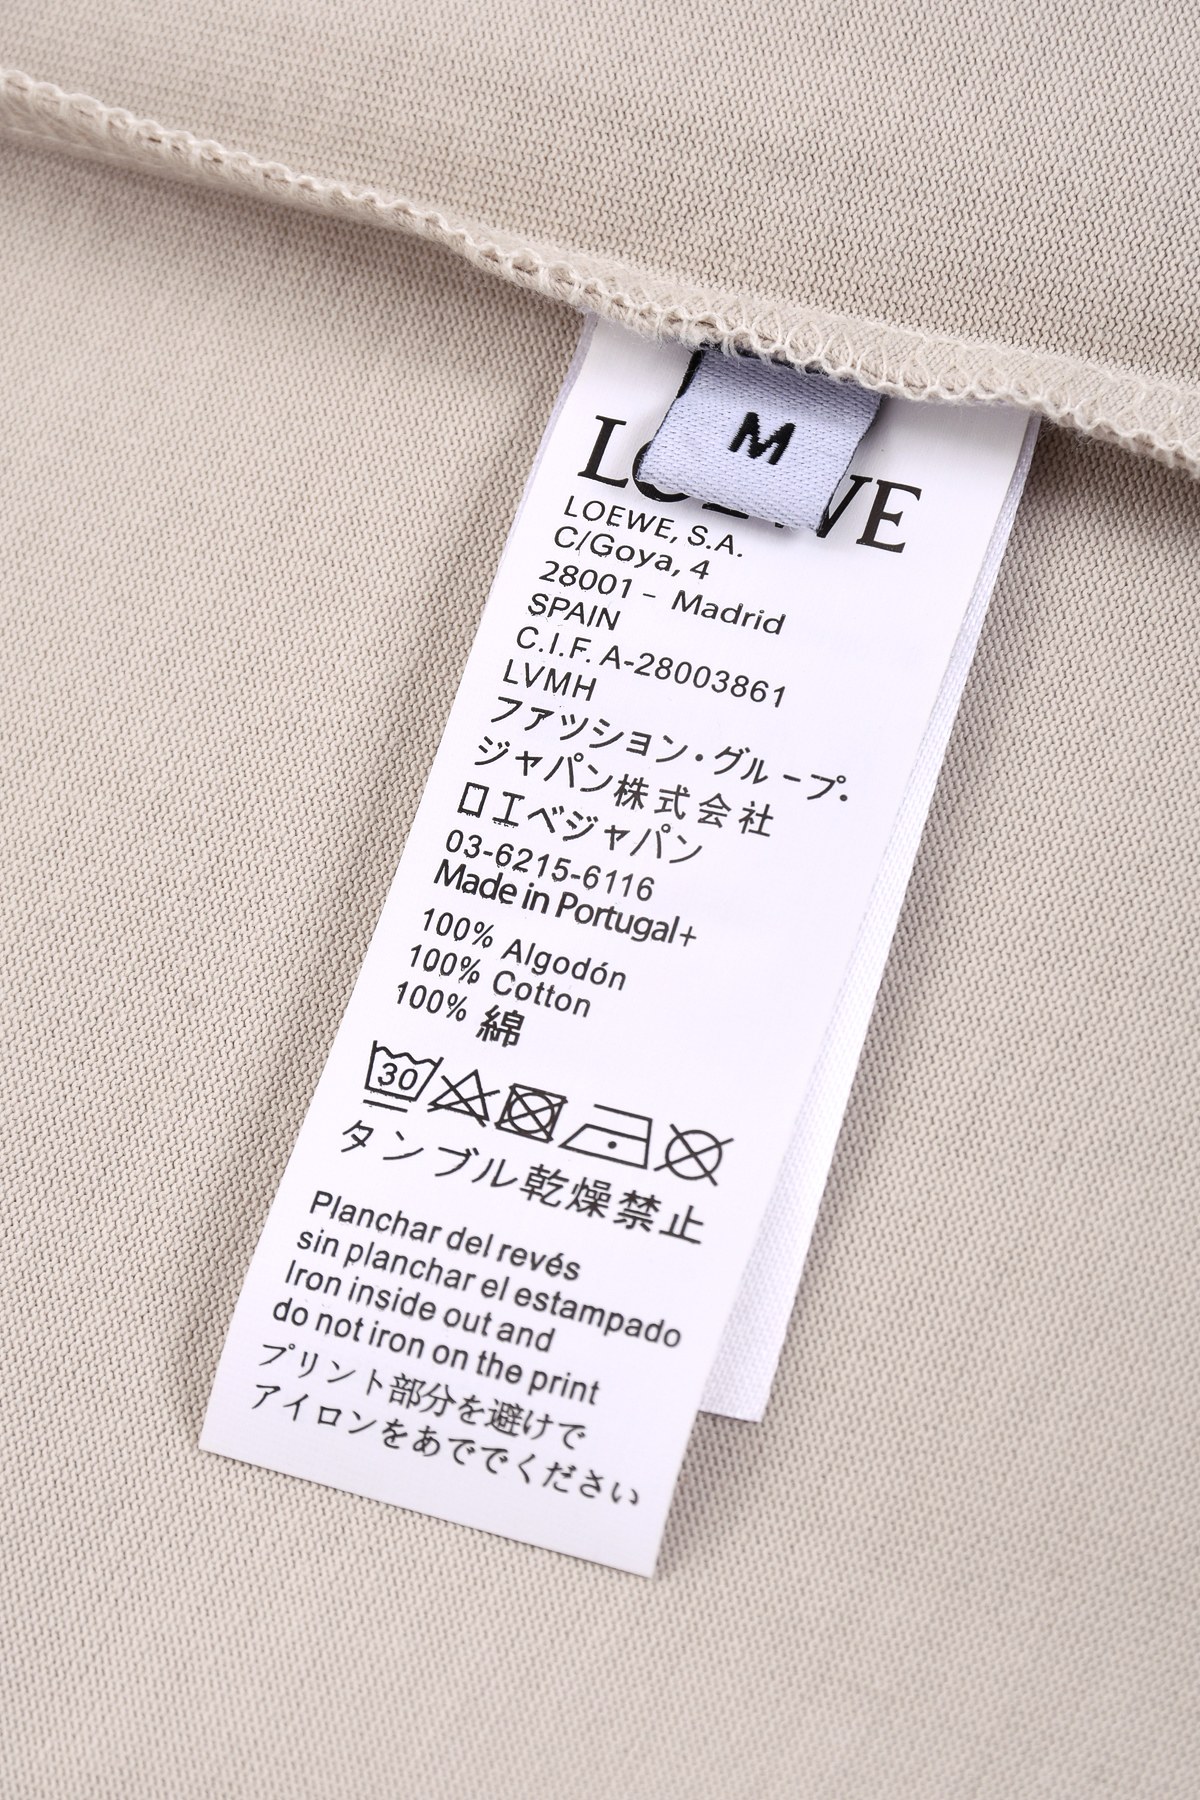 M
LOEWE
LOEWE, S.A.
C/Goya, 4
28001 - Madrid
SPAIN
C.I.F. A-28003861
LVMH
ファッション・グループ・
ジャパン株式会社
ロエベジャパン
03-6215-6116
Made in Portugal+
100% Algodón
100% Cotton
100% 綿
30
タンブル乾燥禁止
Planchar del revés
sin planchar el estampado
Iron inside out and
do not iron on the print
プリント部分を避けで
アイロンをあででください